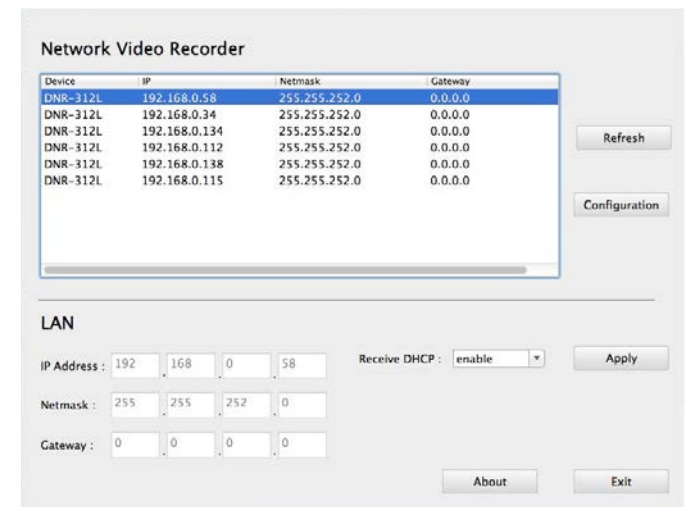 Network Video Recorder
Device IP Netmask Gateway
DNR-312L 192.168.0.58 255.255.252.0 0.0.0.0
DNR-312L 192.168.0.34 255.255.252.0 0.0.0.0
DNR-312L 192.168.0.134 255.255.252.0 0.0.0.0
DNR-312L 192.168.0.112 255.255.252.0 0.0.0.0
DNR-312L 192.168.0.138 255.255.252.0 0.0.0.0
DNR-312L 192.168.0.115 255.255.252.0 0.0.0.0
Refresh
Configuration
LAN
IP Address : 192 . 168 . 0 . 58 Receive DHCP : enable Apply
Netmask : 255 . 255 . 252 . 0
Gateway : 0 . 0 . 0 . 0
About Exit